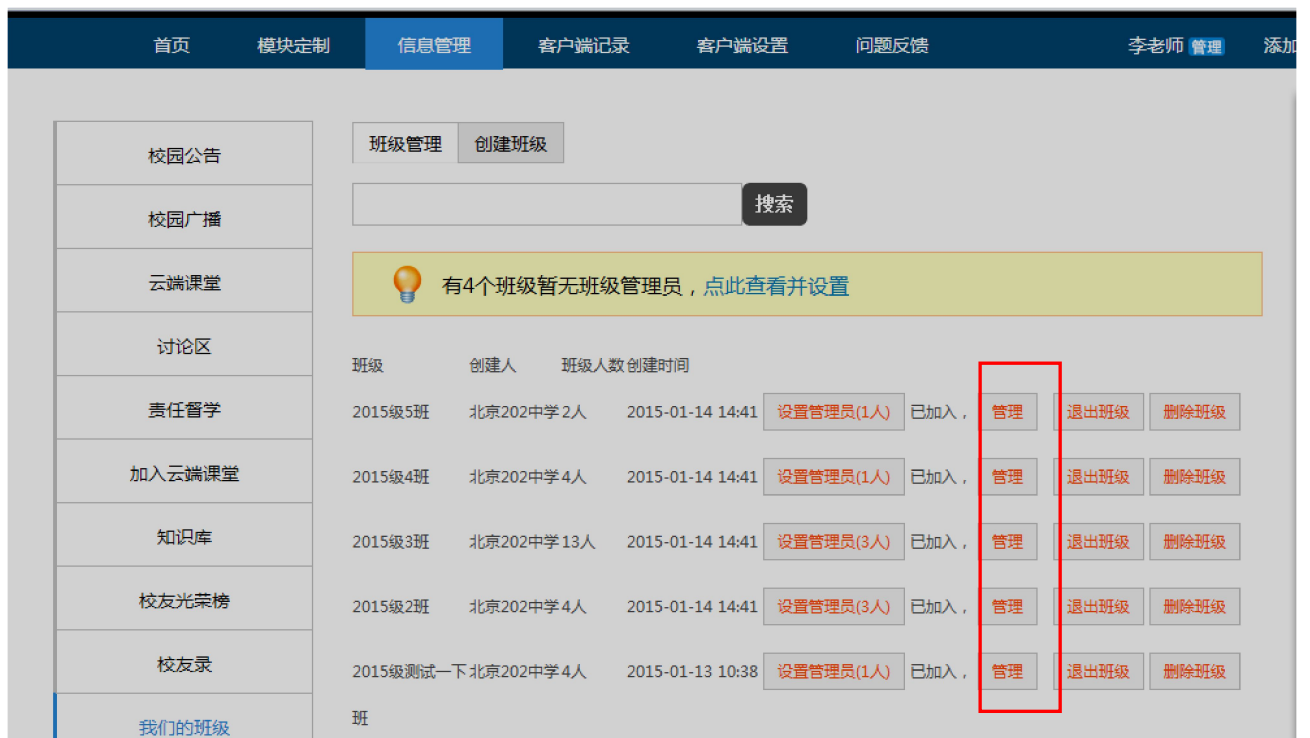 首页 模块定制 信息管理 客户端记录 客户端设置 问题反馈 李老师 管理 添加
班级管理 创建班级
校园公告
搜索
校园广播
云端课堂
有4个班级暂无班级管理员，点此查看并设置
讨论区
班级 创建人 班级人数 创建时间
责任督学
2015级5班 北京202中学 2人 2015-01-14 14:41 设置管理员(1人) 已加入， 管理 退出班级 删除班级
加入云端课堂
2015级4班 北京202中学 4人 2015-01-14 14:41 设置管理员(1人) 已加入， 管理 退出班级 删除班级
知识库
2015级3班 北京202中学 13人 2015-01-14 14:41 设置管理员(3人) 已加入， 管理 退出班级 删除班级
校友光荣榜
2015级2班 北京202中学 4人 2015-01-14 14:41 设置管理员(3人) 已加入， 管理 退出班级 删除班级
校友录
2015级测试一下 北京202中学 4人 2015-01-13 10:38 设置管理员(1人) 已加入， 管理 退出班级 删除班级
班
我们的班级